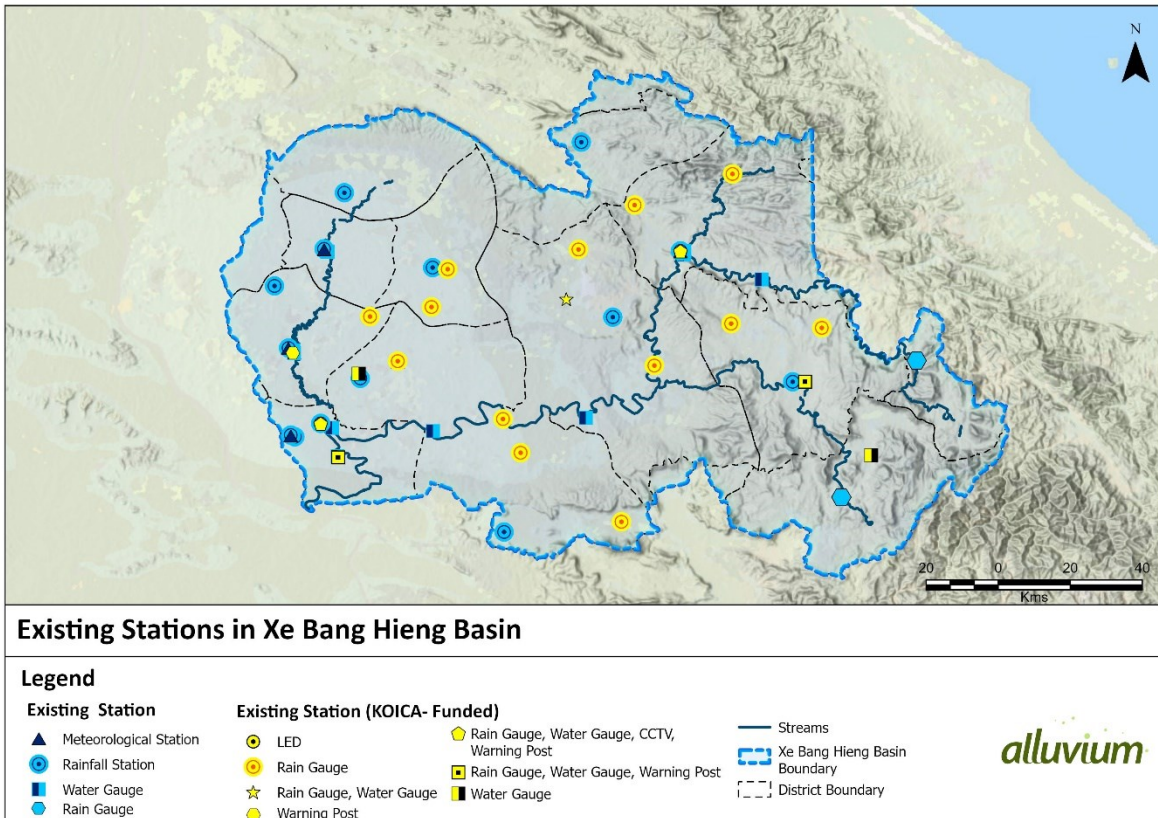 N
20 0 20 40
Kms
Existing Stations in Xe Bang Hieng Basin
Legend
Existing Station
Meteorological Station
Rainfall Station
Water Gauge
Rain Gauge
Existing Station (KOICA- Funded)
LED
Rain Gauge
Rain Gauge, Water Gauge
Warning Post
Rain Gauge, Water Gauge, CCTV,
Warning Post
Rain Gauge, Water Gauge, Warning Post
Water Gauge
Streams
Xe Bang Hieng Basin
Boundary
District Boundary
alluvium